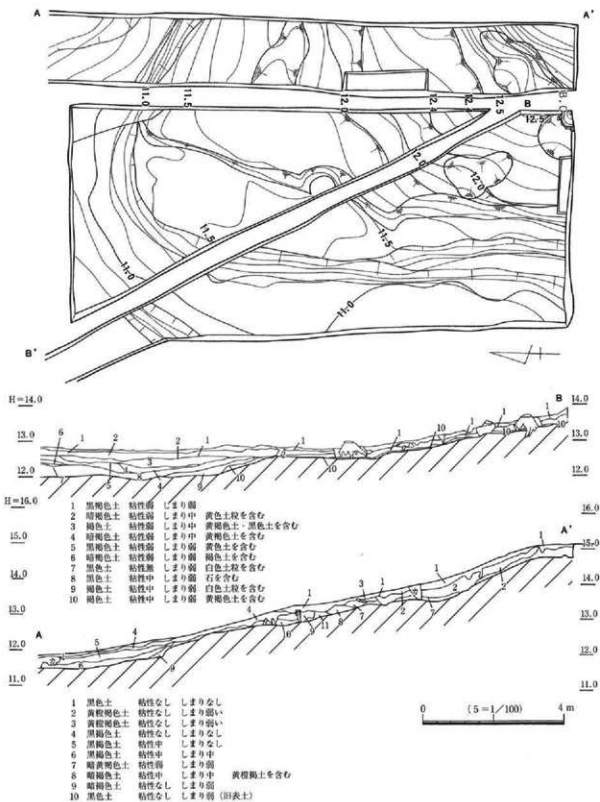 A
A'
11.0
11.5
12.0
12.4
12.5
B
12.5
12.0
12.0
11.5
11.5
11.0
11.0
B'
H=14.0
B
14.0
13.0
13.0
12.0
12.0
1 黒褐色土 粘性弱 しまり弱
2 暗褐色土 粘性弱 しまり中 黄色土粒を含む
3 褐色土 粘性中 しまり中 黄褐色土・黒色土を含む
4 暗褐色土 粘性弱 しまり中 黄褐色土を含む
5 黒褐色土 粘性弱 しまり弱 黄色土を含む
6 暗褐色土 粘性弱 しまり弱 褐色土を含む
7 黒色土 粘性無 しまり弱 白色土粒を含む
8 黒色土 粘性中 しまり弱 石を含む
9 褐色土 粘性中 しまり弱 白色土粒を含む
10 褐色土 粘性中 しまり弱 黄褐色土を含む
H=16.0
16.0
A'
15.0
15.0
14.0
14.0
13.0
13.0
A
12.0
12.0
11.0
11.0
1 黒色土 粘性なし しまりなし
2 黄橙褐色土 粘性なし しまり弱い
3 黄橙褐色土 粘性なし しまり弱い
4 黒褐色土 粘性なし しまりなし
5 黒褐色土 粘性中 しまりなし
6 黒色土 粘性中 しまり中
7 暗黄褐色土 粘性弱 しまり弱
8 暗褐色土 粘性中 しまり中 黄橙褐土を含む
9 暗褐色土 粘性なし しまり弱
10 黒色土 粘性なし しまり弱 (旧表土)
0 (S=1/100) 4 m